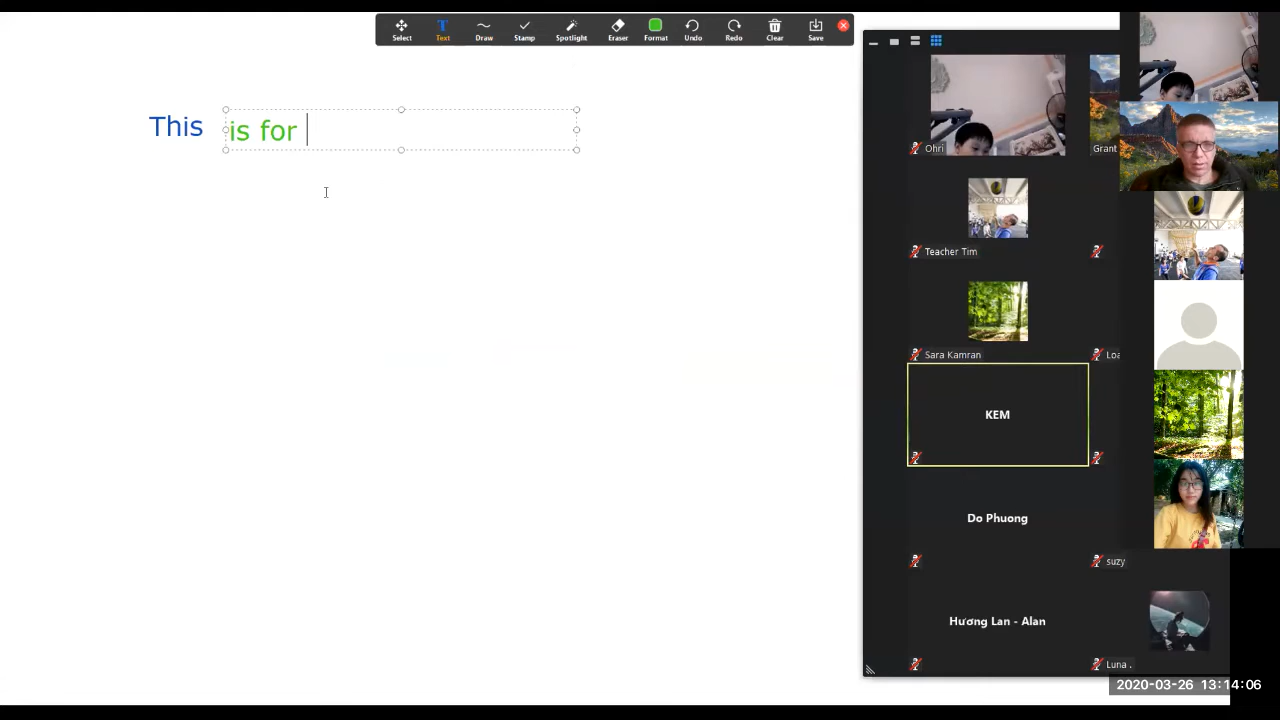 Select Text Draw Stamp Spotlight Eraser Format Undo Redo Clear Save
This is for
Ohri
Grant
Teacher Tim
Sara Kamran
Loa
KEM
Do Phuong
suzy
Hương Lan - Alan
Luna .
2020-03-26 13:14:06